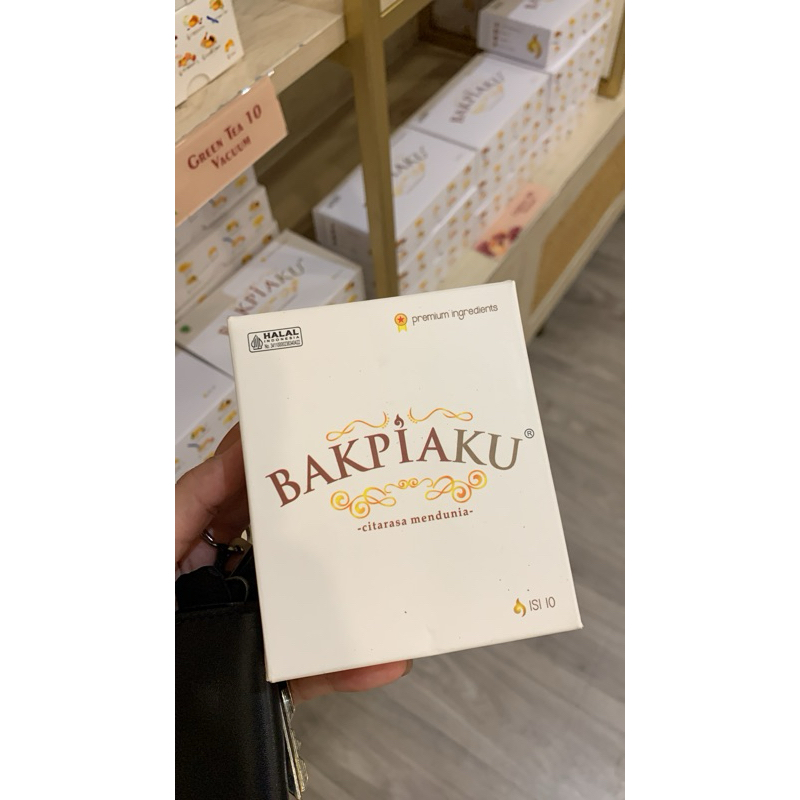 GREEN TEA 10
VACUUM
BAKPIAKU
BAKPIAKU
HALAL
INDONESIA
premium ingredients
BAKPIAKU®
-citarasa mendunia-
ISI 10